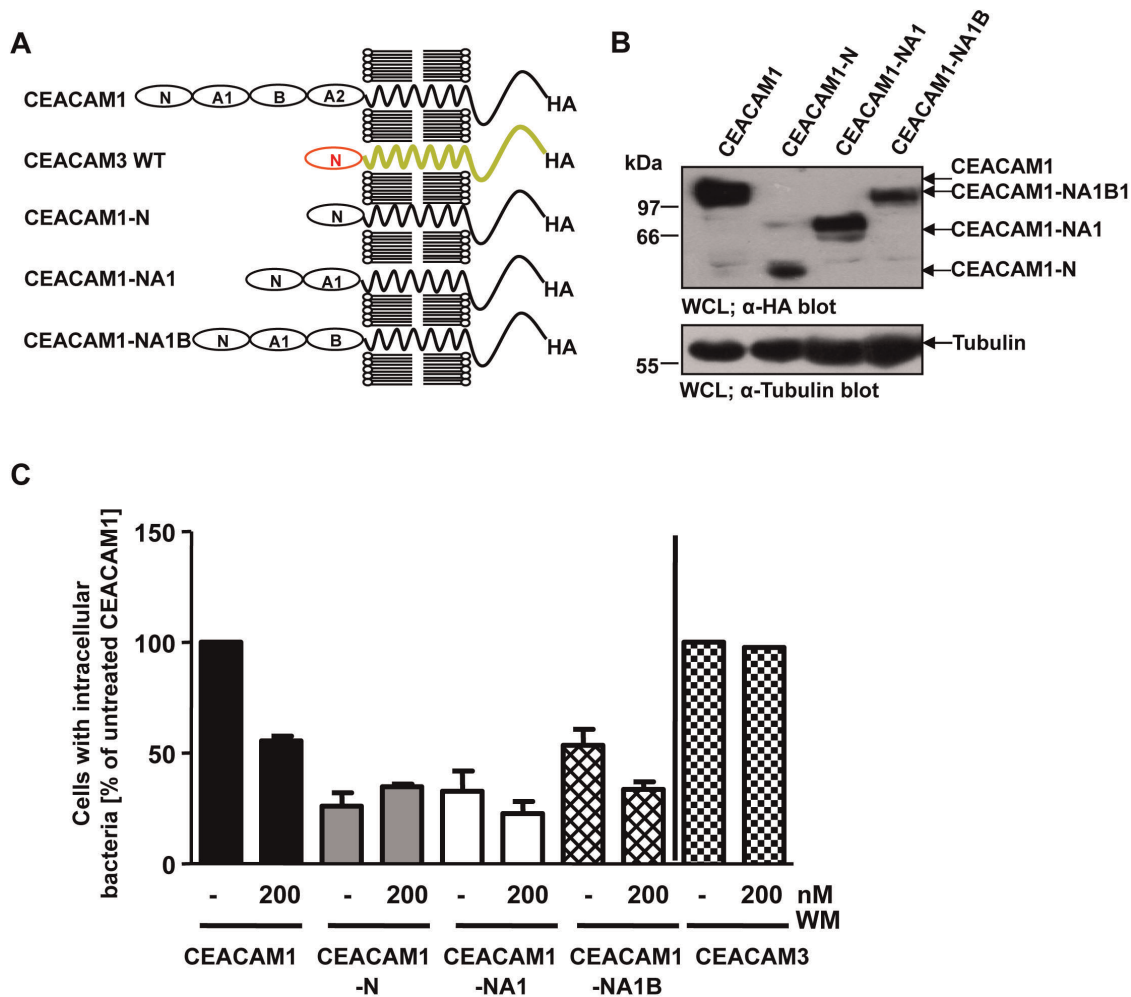 A
CEACAM1 N A1 B A2 HA
CEACAM3 WT N HA
CEACAM1-N N HA
CEACAM1-NA1 N A1 HA
CEACAM1-NA1B N A1 B HA
B
CEACAM1
CEACAM1-N
CEACAM1-NA1
CEACAM1-NA1B
kDa
97
66
CEACAM1
CEACAM1-NA1B1
CEACAM1-NA1
CEACAM1-N
WCL; α-HA blot
55
Tubulin
WCL; α-Tubulin blot
C
Cells with intracellular
bacteria [% of untreated CEACAM1]
150
100
50
0
- 200 - 200 - 200 - 200 - 200 nM
WM
CEACAM1 CEACAM1 CEACAM1 CEACAM1 CEACAM3
-N -NA1 -NA1B